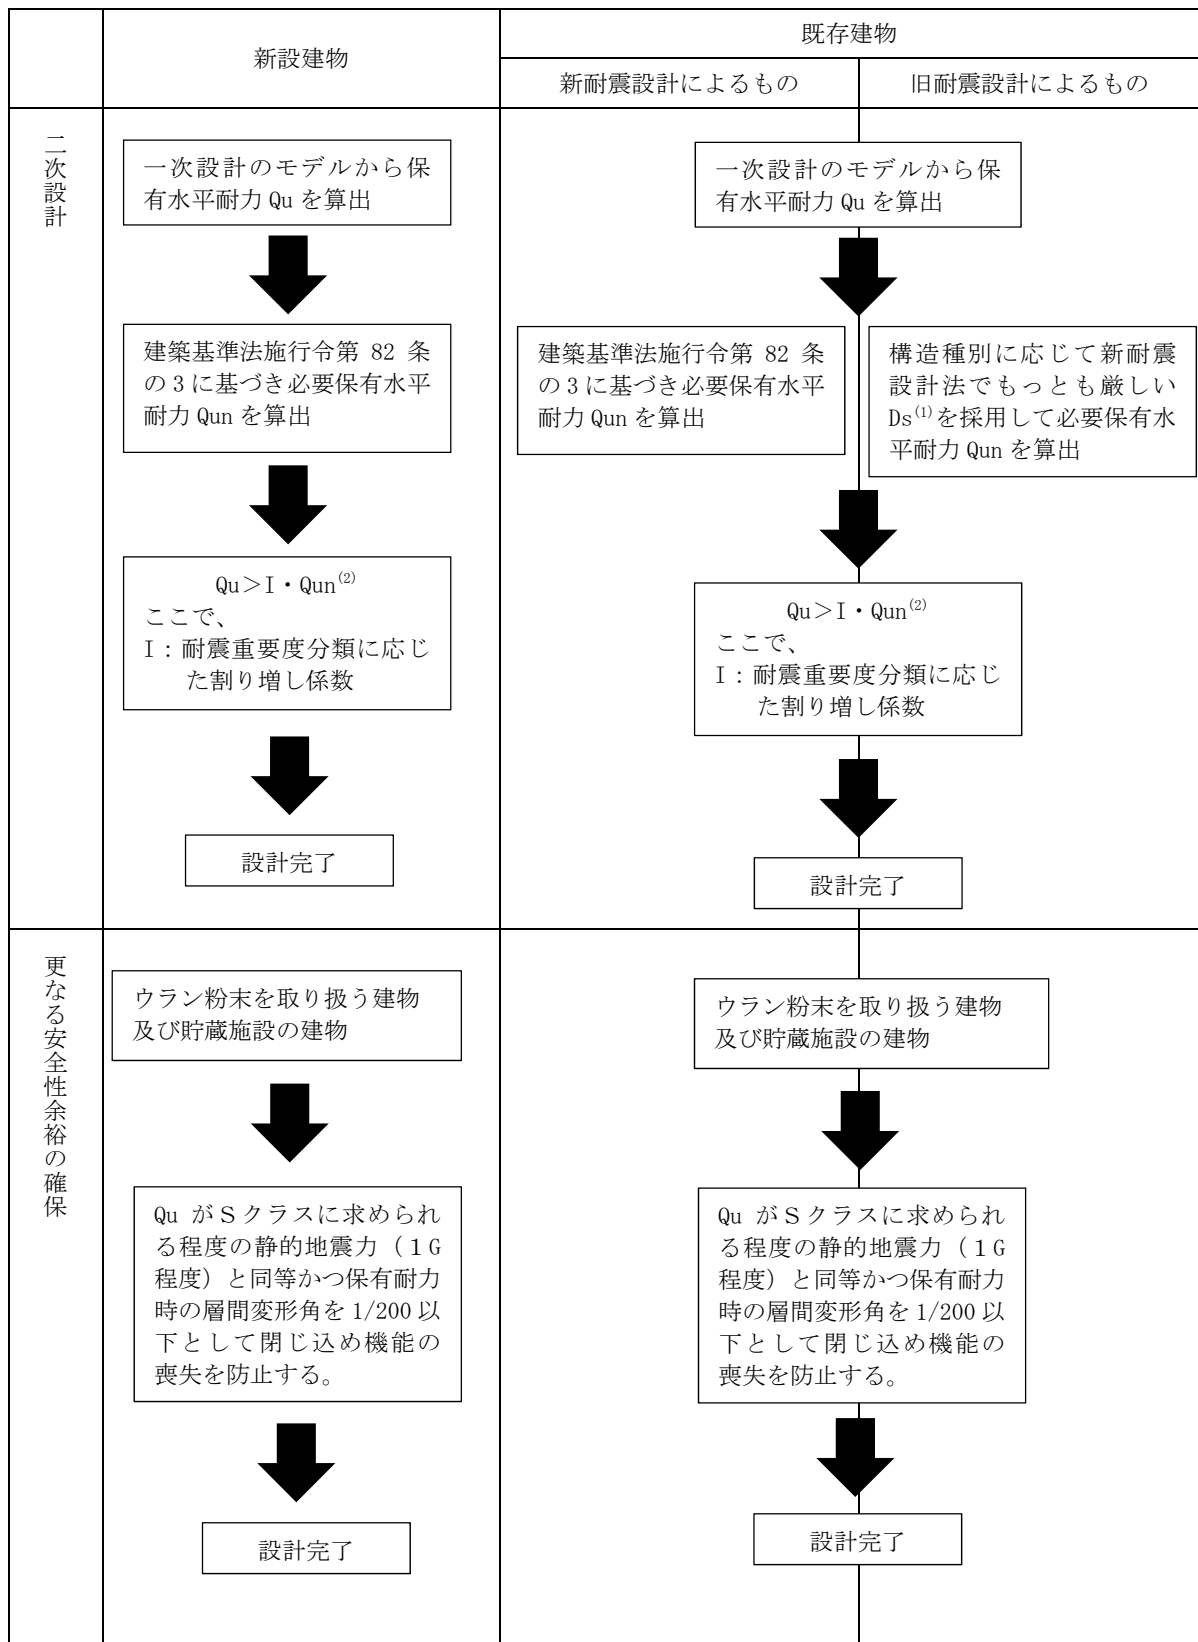 新設建物
既存建物
新耐震設計によるもの
旧耐震設計によるもの
二次設計
一次設計のモデルから保
有水平耐力 Qu を算出
建築基準法施行令第 82 条
の 3 に基づき必要保有水平
耐力 Qun を算出
Qu>I・Qun(2)
ここで、
I：耐震重要度分類に応じ
た割り増し係数
設計完了
一次設計のモデルから保
有水平耐力 Qu を算出
建築基準法施行令第 82 条
の 3 に基づき必要保有水平
耐力 Qun を算出
構造種別に応じて新耐震
設計法でもっとも厳しい
Ds(1)を採用して必要保有水
平耐力 Qun を算出
Qu>I・Qun(2)
ここで、
I：耐震重要度分類に応じ
た割り増し係数
設計完了
更なる安全性余裕の確保
ウラン粉末を取り扱う建物
及び貯蔵施設の建物
Qu がＳクラスに求められ
る程度の静的地震力（１G
程度）と同等かつ保有耐力
時の層間変形角を 1/200 以
下として閉じ込め機能の
喪失を防止する。
設計完了
ウラン粉末を取り扱う建物
及び貯蔵施設の建物
Qu がＳクラスに求められ
る程度の静的地震力（１G
程度）と同等かつ保有耐力
時の層間変形角を 1/200 以
下として閉じ込め機能の
喪失を防止する。
設計完了